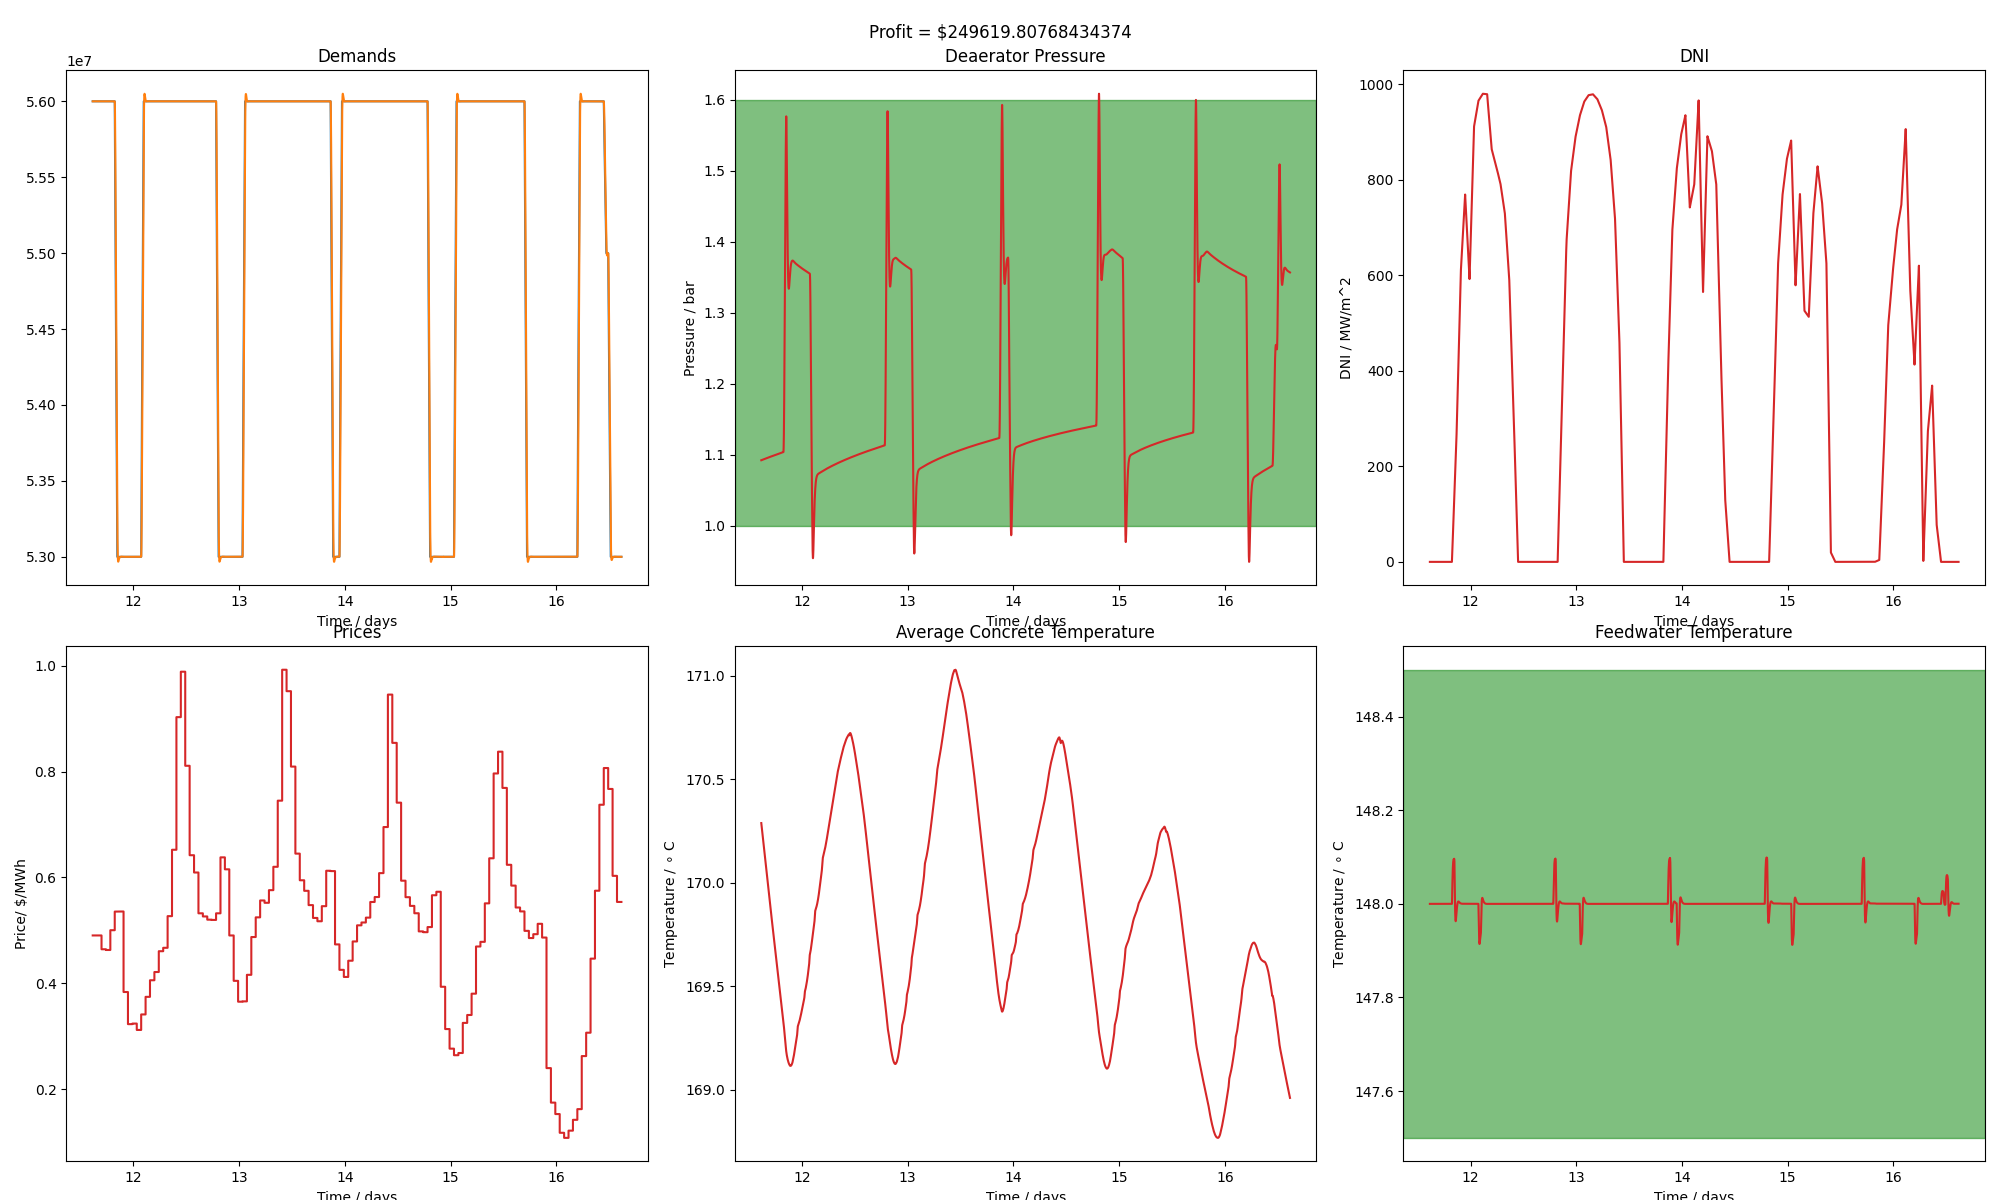 Profit = $249619.80768434374
Demands
1e7
5.60
5.55
5.50
5.45
5.40
5.35
5.30
12 13 14 15 16
Time / days
Deaerator Pressure
Pressure / bar
1.6
1.5
1.4
1.3
1.2
1.1
1.0
12 13 14 15 16
Time / days
DNI
DNI / MW/m^2
1000
800
600
400
200
0
12 13 14 15 16
Time / days
Prices
Price/ $/MWh
1.0
0.8
0.6
0.4
0.2
12 13 14 15 16
Time / days
Average Concrete Temperature
Temperature / ∘ C
171.0
170.5
170.0
169.5
169.0
12 13 14 15 16
Time / days
Feedwater Temperature
Temperature / ∘ C
148.4
148.2
148.0
147.8
147.6
12 13 14 15 16
Time / days